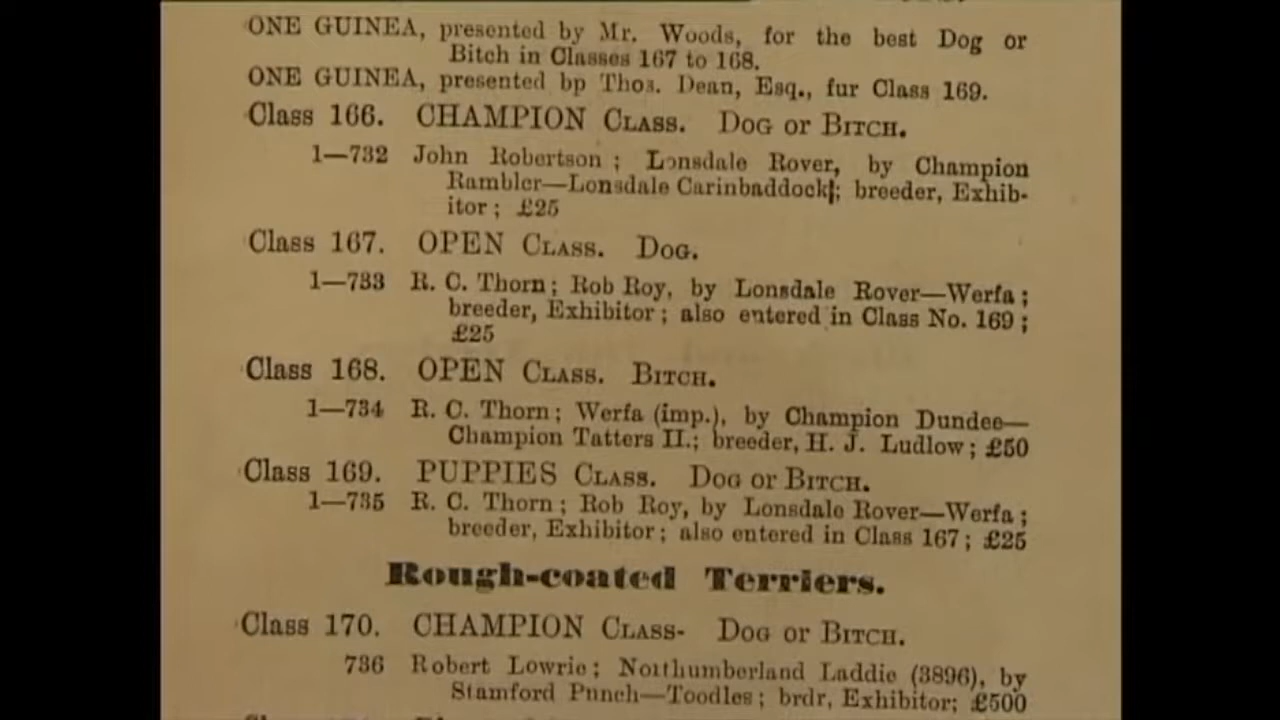 ONE GUINEA, presented by Mr. Woods, for the best Dog or
Bitch in Classes 167 to 168.
ONE GUINEA, presented bp Thos. Dean, Esq., fur Class 169.
Class 166. CHAMPION CLASS. DOG or BITCH.
1—732 John Robertson ; Lonsdale Rover, by Champion
Rambler—Lonsdale Carinbaddock; breeder, Exhib-
itor ; £25
Class 167. OPEN CLASS. DOG.
1—733 R. C. Thorn ; Rob Roy, by Lonsdale Rover—Werfa ;
breeder, Exhibitor ; also entered in Class No. 169 ;
£25
Class 168. OPEN CLASS. BITCH.
1—734 R. C. Thorn ; Werfa (imp.), by Champion Dundee—
Champion Tatters II.; breeder, H. J. Ludlow ; £50
Class 169. PUPPIES CLASS. DOG or BITCH.
1—735 R. C. Thorn ; Rob Roy, by Lonsdale Rover—Werfa ;
breeder, Exhibitor ; also entered in Class 167 ; £25
Rough-coated Terriers.
Class 170. CHAMPION CLASS- DOG or BITCH.
736 Robert Lowrie ; Northumberland Laddie (3896), by
Stamford Punch—Toodles ; brdr, Exhibitor; £500